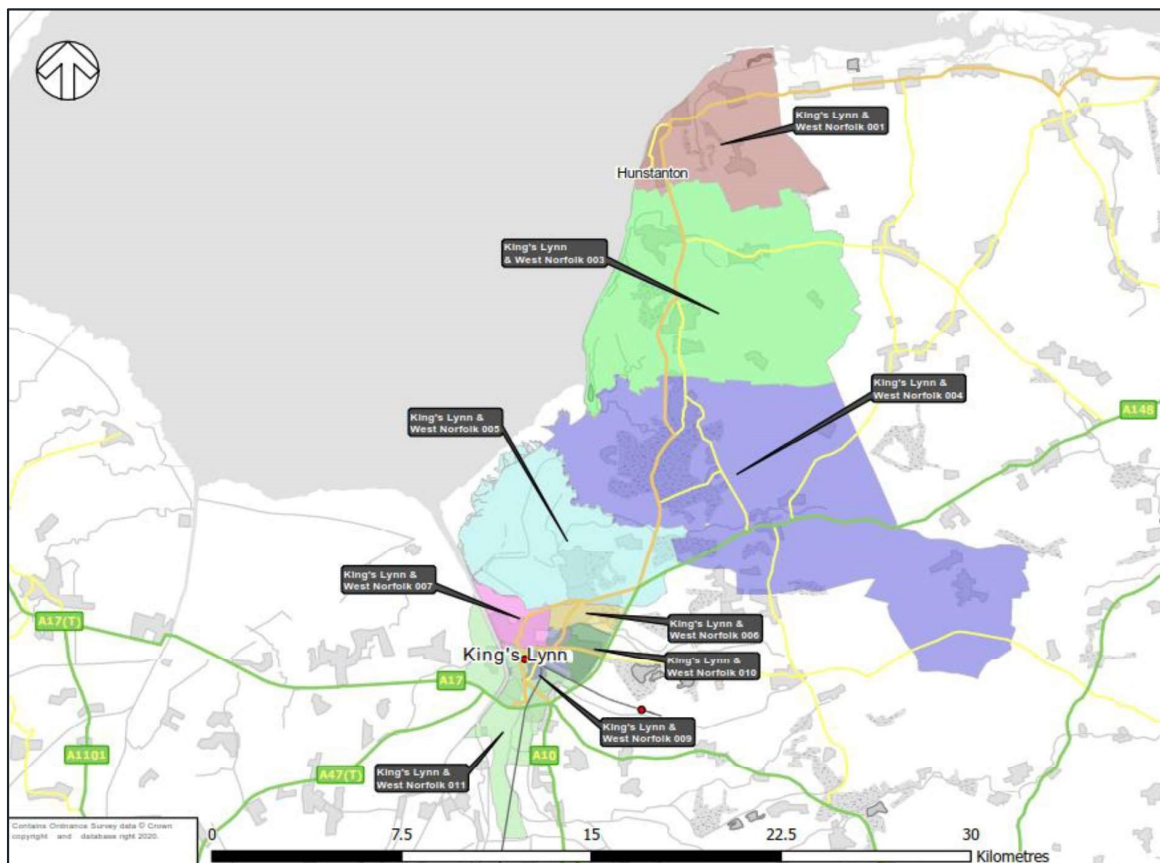 King's Lynn &
West Norfolk 001
Hunstanton
King's Lynn
& West Norfolk 003
King's Lynn &
West Norfolk 004
A148
King's Lynn &
West Norfolk 005
King's Lynn &
West Norfolk 007
A17(T)
King's Lynn &
West Norfolk 006
King's Lynn
King's Lynn &
West Norfolk 010
A17
King's Lynn &
West Norfolk 009
A1101
A47(T)
A10
King's Lynn &
West Norfolk 011
Contains Ordnance Survey data © Crown
copyright and database right 2020.
0 7.5 15 22.5 30
Kilometres